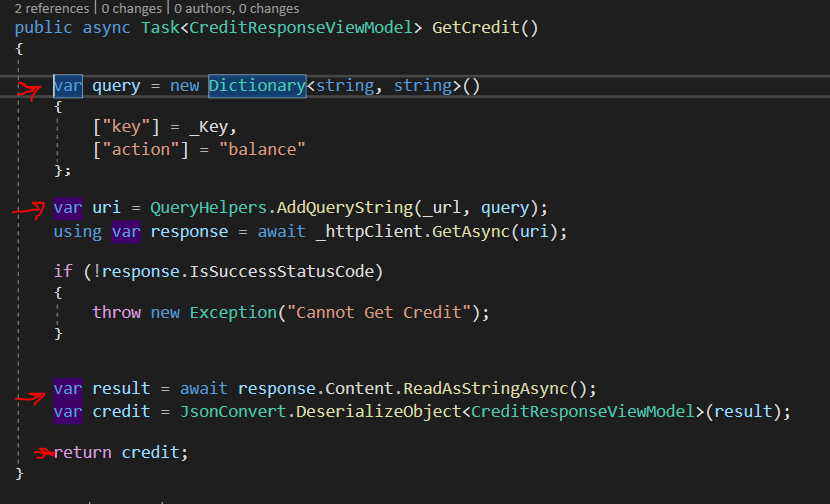 2 references | 0 changes | 0 authors, 0 changes
public async Task<CreditResponseViewModel> GetCredit()
{
var query = new Dictionary<string, string>()
{
["key"] = _Key,
["action"] = "balance"
};
var uri = QueryHelpers.AddQueryString(_url, query);
using var response = await _httpClient.GetAsync(uri);
if (!response.IsSuccessStatusCode)
{
throw new Exception("Cannot Get Credit");
}
var result = await response.Content.ReadAsStringAsync();
var credit = JsonConvert.DeserializeObject<CreditResponseViewModel>(result);
return credit;
}